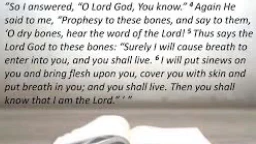 "So I answered, "O Lord God, You know." ⁴ Again He
said to me, "Prophesy to these bones, and say to them,
'O dry bones, hear the word of the Lord! ⁵ Thus says the
Lord God to these bones: "Surely I will cause breath to
enter into you, and you shall live. ⁶ I will put sinews on
you and bring flesh upon you, cover you with skin and
put breath in you; and you shall live. Then you shall
know that I am the Lord." ' "